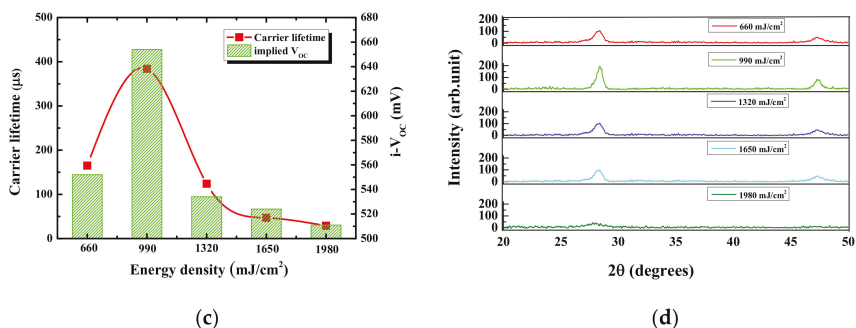 500
400
300
200
100
0
Carrier lifetime (μs)
Carrier lifetime
implied VOC
680
660
640
620
600
580
560
540
520
500
i-VOC (mV)
660 990 1320 1650 1980
Energy density (mJ/cm²)
(c)
Intensity (arb.unit)
200
100
0
660 mJ/cm²
200
100
0
990 mJ/cm²
200
100
0
1320 mJ/cm²
200
100
0
1650 mJ/cm²
200
100
0
1980 mJ/cm²
20 25 30 35 40 45 50
2θ (degrees)
(d)